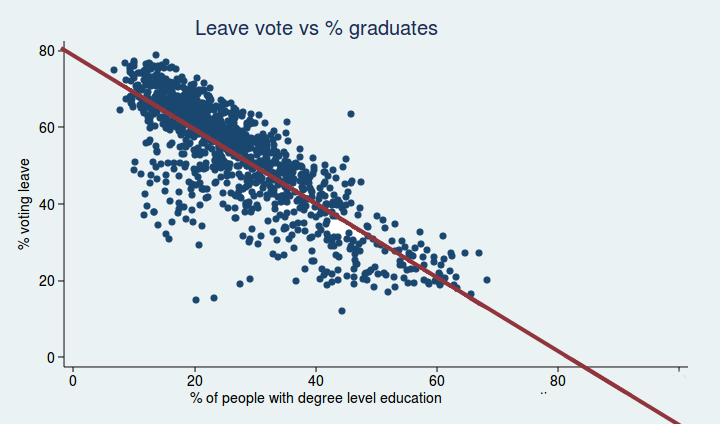 Leave vote vs % graduates
80
60
40
20
0
% voting leave
0 20 40 60 80
% of people with degree level education